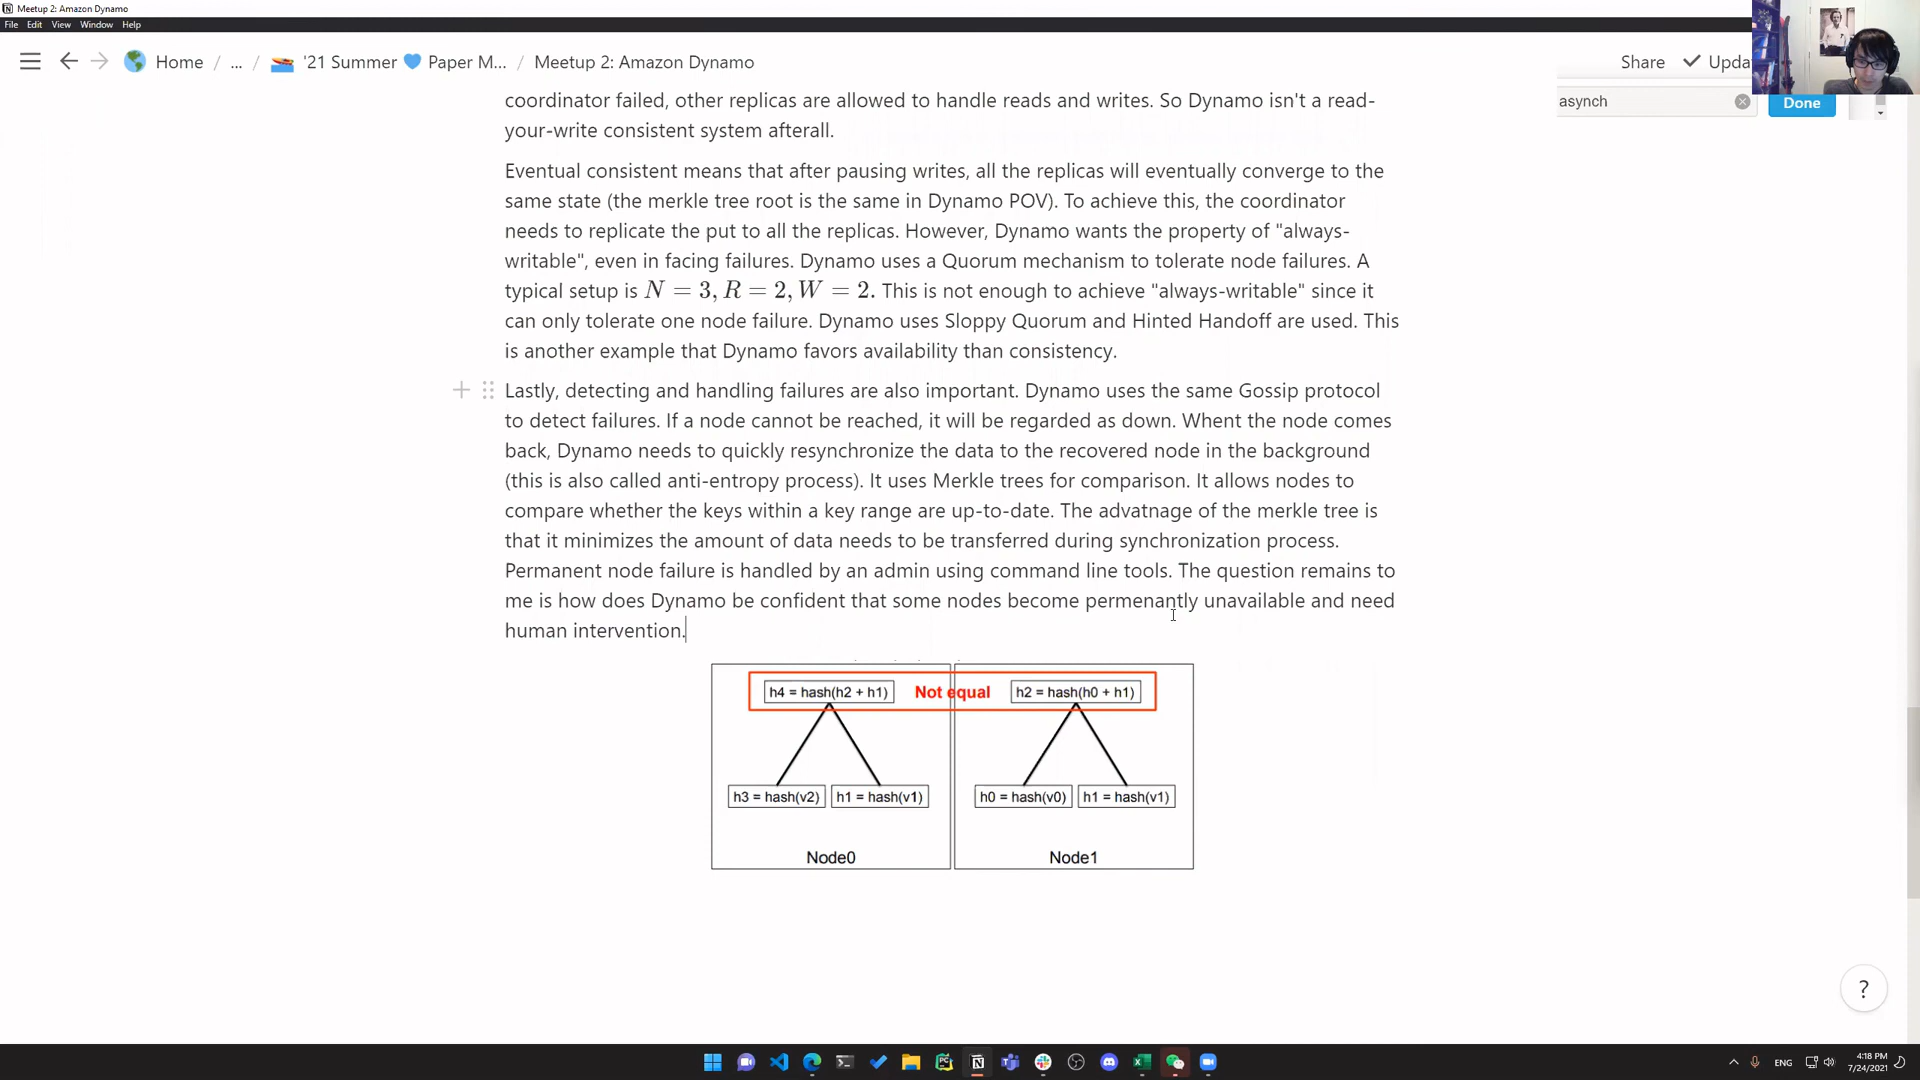 Meetup 2: Amazon Dynamo
File Edit View Window Help
Home / ... / '21 Summer 💙 Paper M... / Meetup 2: Amazon Dynamo
Share Upda
asynch
Done
coordinator failed, other replicas are allowed to handle reads and writes. So Dynamo isn't a read-
your-write consistent system afterall.
Eventual consistent means that after pausing writes, all the replicas will eventually converge to the
same state (the merkle tree root is the same in Dynamo POV). To achieve this, the coordinator
needs to replicate the put to all the replicas. However, Dynamo wants the property of "always-
writable", even in facing failures. Dynamo uses a Quorum mechanism to tolerate node failures. A
typical setup is N = 3, R = 2, W = 2. This is not enough to achieve "always-writable" since it
can only tolerate one node failure. Dynamo uses Sloppy Quorum and Hinted Handoff are used. This
is another example that Dynamo favors availability than consistency.
Lastly, detecting and handling failures are also important. Dynamo uses the same Gossip protocol
to detect failures. If a node cannot be reached, it will be regarded as down. Whent the node comes
back, Dynamo needs to quickly resynchronize the data to the recovered node in the background
(this is also called anti-entropy process). It uses Merkle trees for comparison. It allows nodes to
compare whether the keys within a key range are up-to-date. The advatnage of the merkle tree is
that it minimizes the amount of data needs to be transferred during synchronization process.
Permanent node failure is handled by an admin using command line tools. The question remains to
me is how does Dynamo be confident that some nodes become permenantly unavailable and need
human intervention.
h4 = hash(h2 + h1) Not equal h2 = hash(h0 + h1)
h3 = hash(v2) h1 = hash(v1) h0 = hash(v0) h1 = hash(v1)
Node0 Node1
?
ENG
4:18 PM
7/24/2021